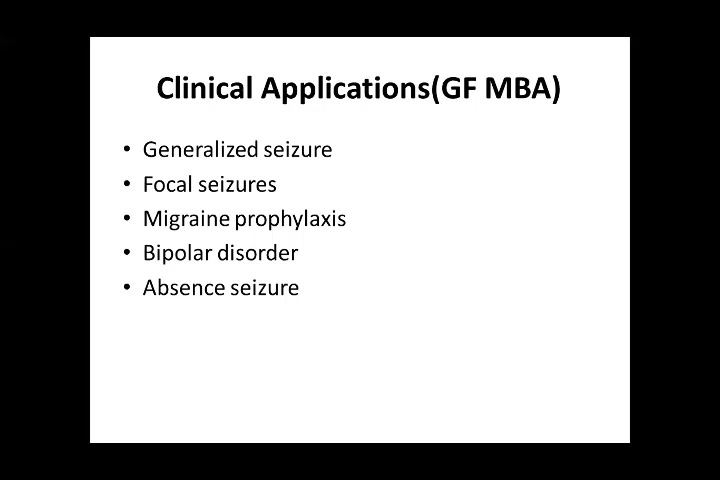 Clinical Applications(GF MBA)
• Generalized seizure
• Focal seizures
• Migraine prophylaxis
• Bipolar disorder
• Absence seizure